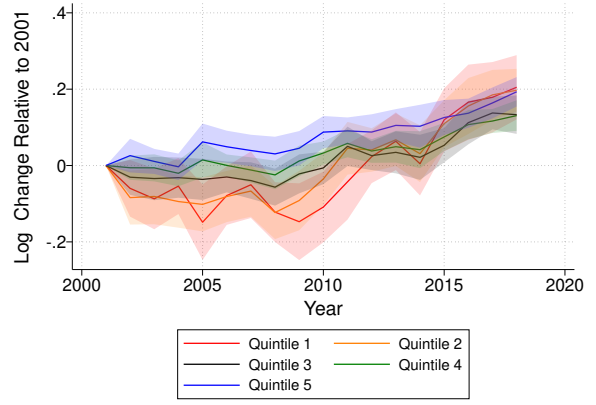 Log Change Relative to 2001
.4
.2
0
-.2
2000 2005 2010 2015 2020
Year
Quintile 1 Quintile 2
Quintile 3 Quintile 4
Quintile 5